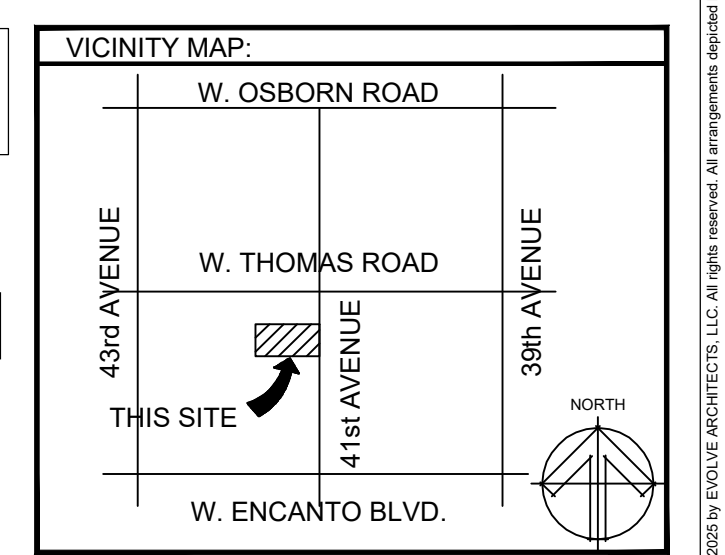 VICINITY MAP:
W. OSBORN ROAD
43rd AVENUE
W. THOMAS ROAD
39th AVENUE
41st AVENUE
THIS SITE
NORTH
W. ENCANTO BLVD.
2025 by EVOLVE ARCHITECTS, LLC. All rights reserved. All arrangements depicted